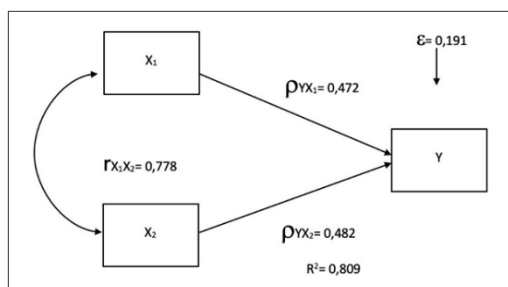 X₁
ε= 0,191
ρYX₁= 0,472
Y
rX₁X₂= 0,778
X₂
ρYX₂= 0,482
R²= 0,809